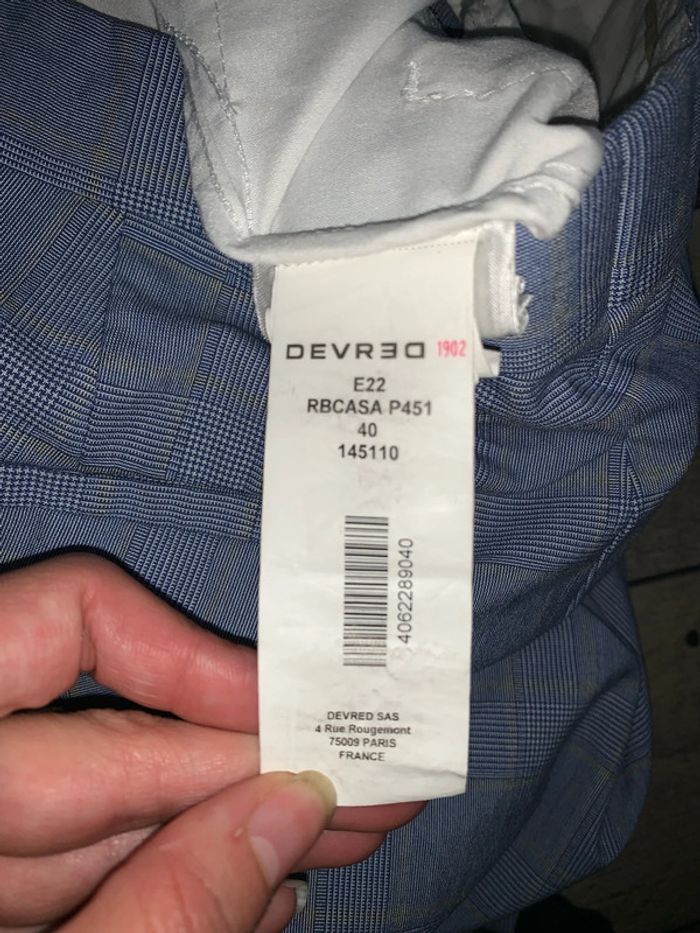 DEVRED 1902
E22
RBCASA P451
40
145110
4062289040
DEVRED SAS
4 Rue Rougemont
75009 PARIS
FRANCE